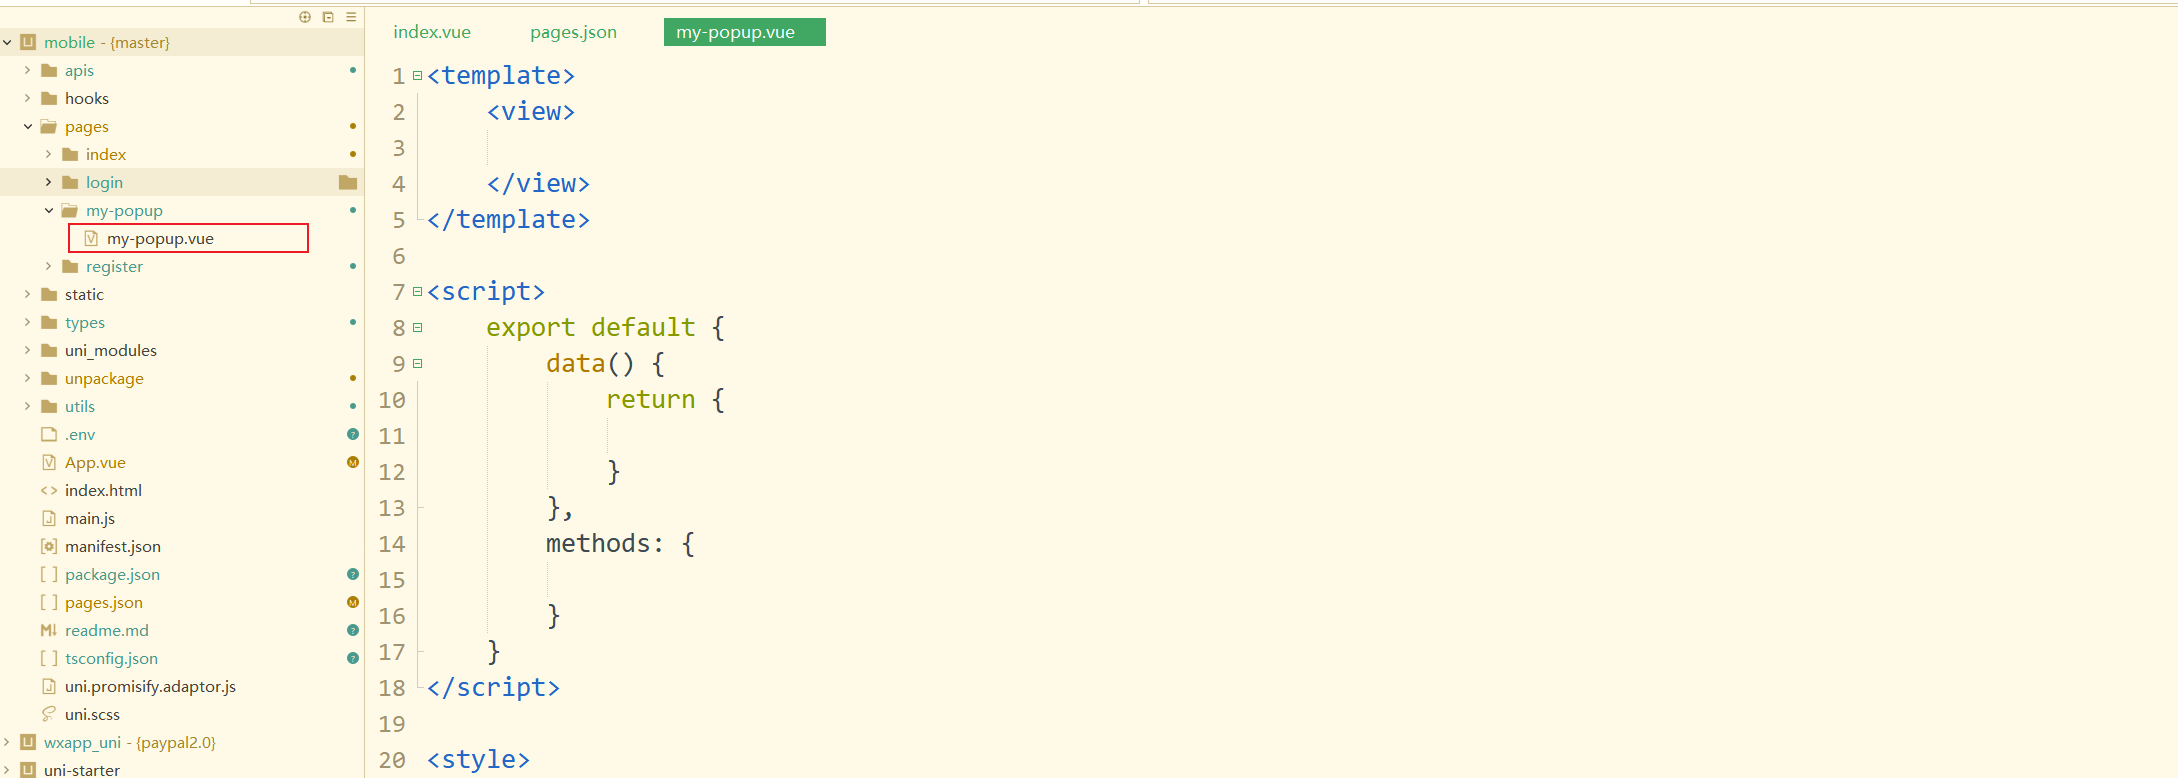 mobile - {master}
apis
hooks
pages
index
login
my-popup
my-popup.vue
register
static
types
uni_modules
unpackage
utils
.env
App.vue
index.html
main.js
manifest.json
package.json
pages.json
readme.md
tsconfig.json
uni.promisify.adaptor.js
uni.scss
wxapp_uni - {paypal2.0}
uni-starter
index.vue
pages.json
my-popup.vue
1 <template>
2 <view>
3
4 </view>
5 </template>
6
7 <script>
8 export default {
9 data() {
10 return {
11
12 }
13 },
14 methods: {
15
16 }
17 }
18 </script>
19
20 <style>